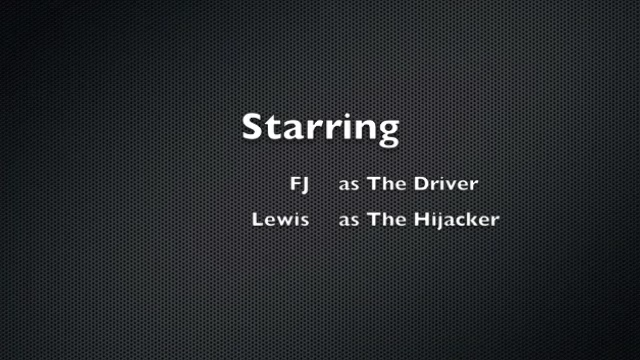 Starring
FJ as The Driver
Lewis as The Hijacker